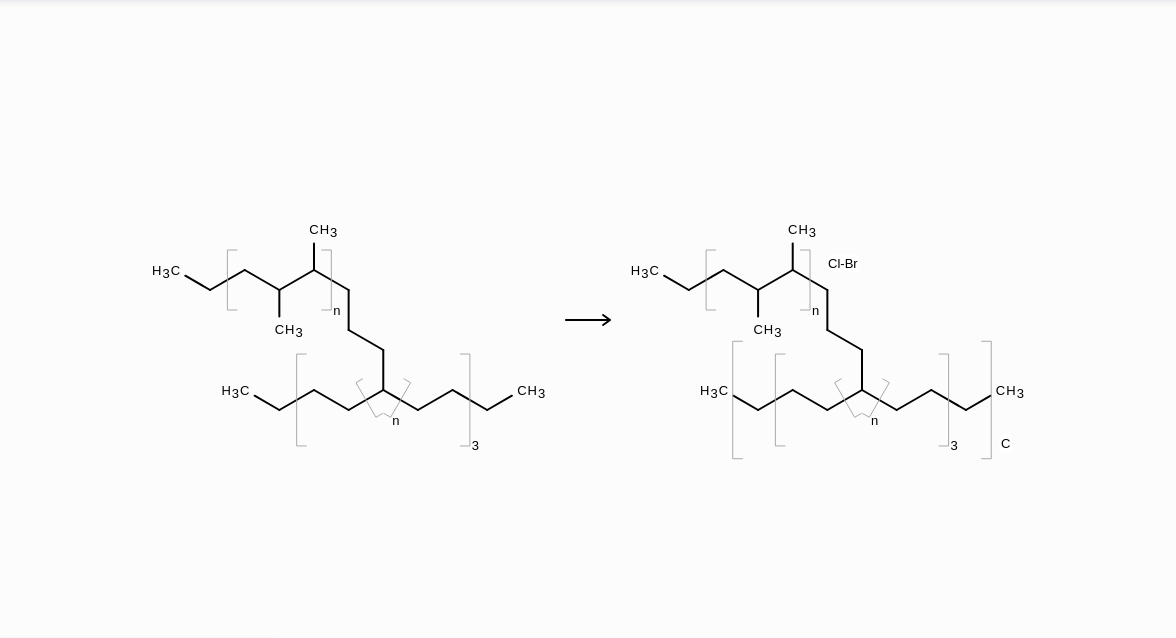 CH3 CH3
H3C H3C Cl-Br
n n
CH3 CH3
H3C CH3 H3C CH3
n n
3 3 C